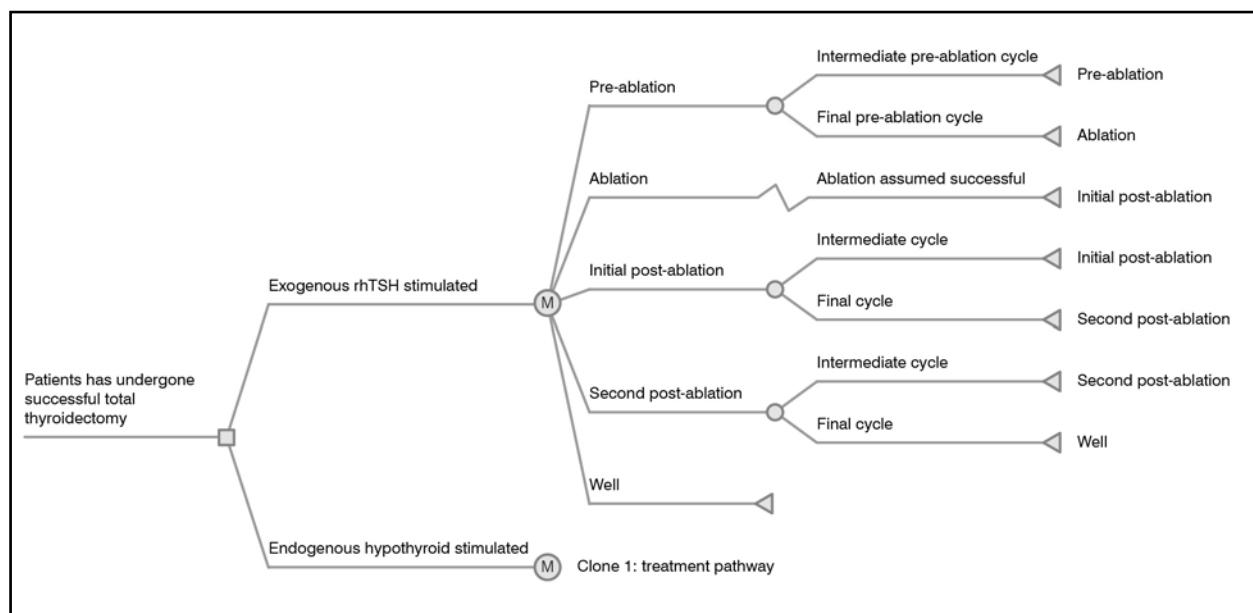 Intermediate pre-ablation cycle
Pre-ablation
Pre-ablation
Final pre-ablation cycle
Ablation
Ablation
Ablation assumed successful
Initial post-ablation
Intermediate cycle
Initial post-ablation
Initial post-ablation
Exogenous rhTSH stimulated
M
Final cycle
Second post-ablation
Intermediate cycle
Second post-ablation
Second post-ablation
Patients has undergone
successful total
thyroidectomy
Final cycle
Well
Well
Endogenous hypothyroid stimulated
M
Clone 1: treatment pathway